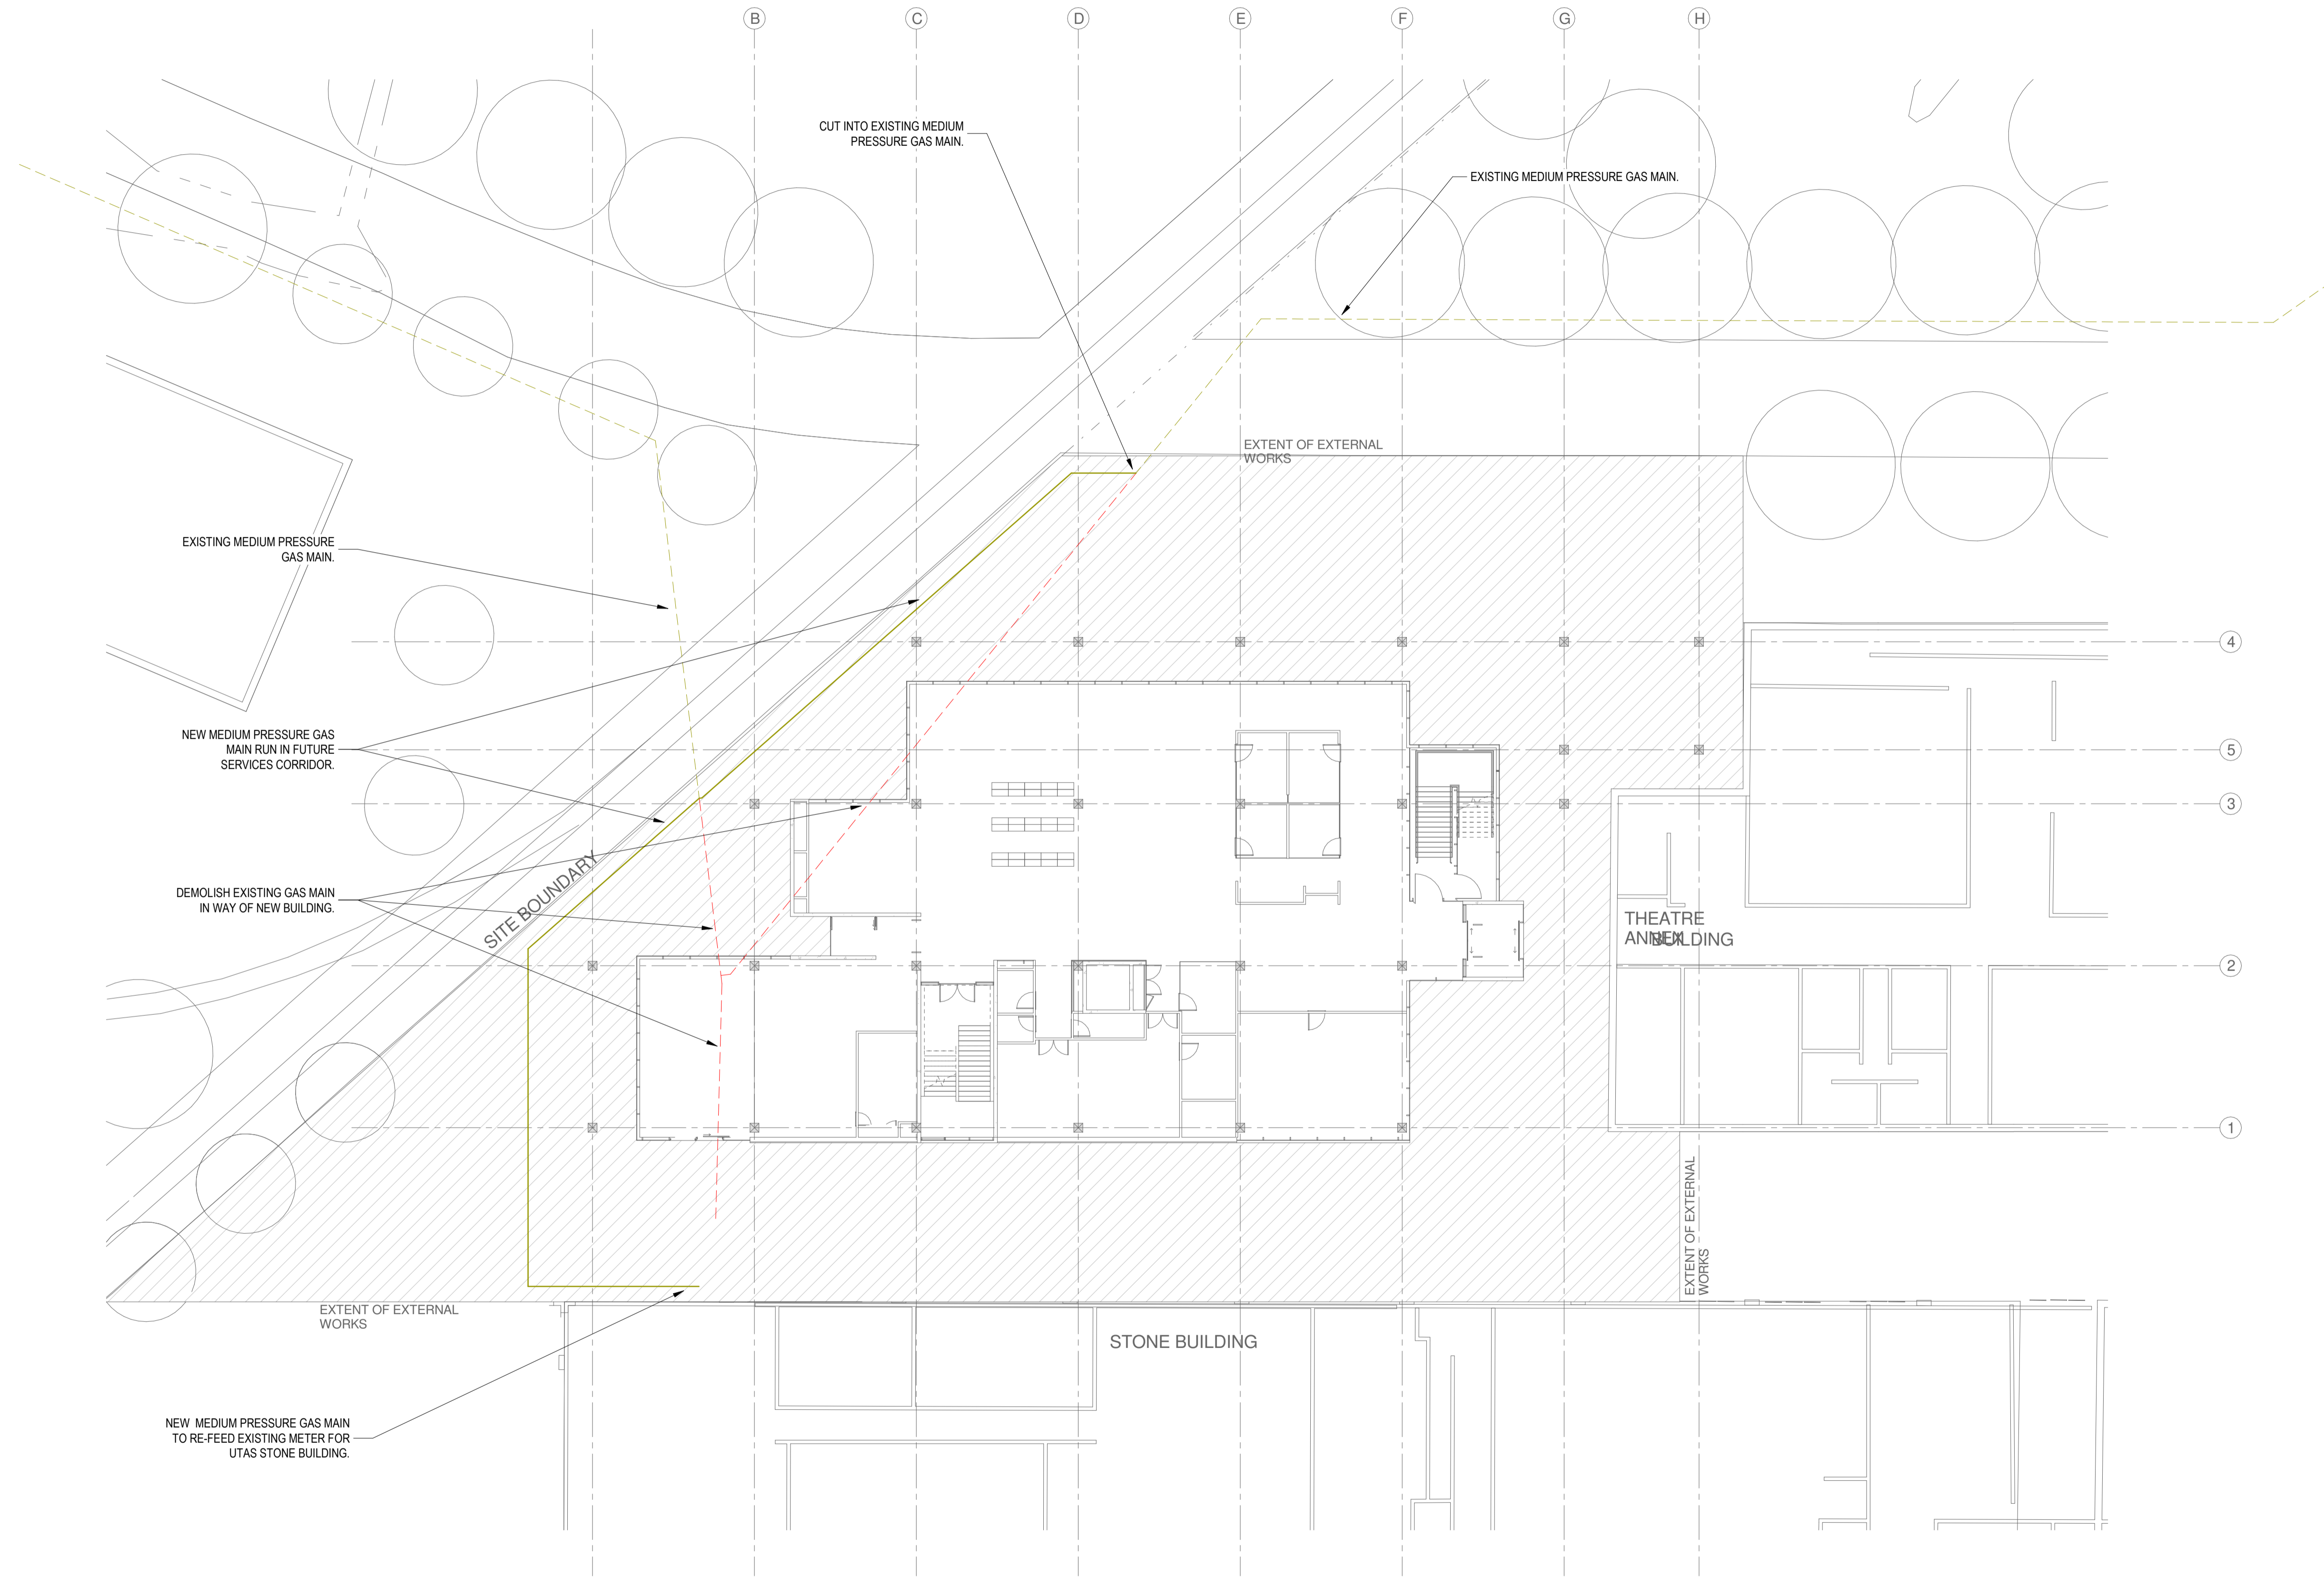 B
C
D
E
F
G
H
CUT INTO EXISTING MEDIUM
PRESSURE GAS MAIN.
EXISTING MEDIUM PRESSURE GAS MAIN.
EXTENT OF EXTERNAL
WORKS
EXISTING MEDIUM PRESSURE
GAS MAIN.
4
NEW MEDIUM PRESSURE GAS
MAIN RUN IN FUTURE
SERVICES CORRIDOR.
5
3
SITE BOUNDARY
DEMOLISH EXISTING GAS MAIN
IN WAY OF NEW BUILDING.
THEATRE
ANNEX
BUILDING
2
1
EXTENT OF EXTERNAL
WORKS
EXTENT OF EXTERNAL
WORKS
STONE BUILDING
NEW  MEDIUM PRESSURE GAS MAIN
TO RE-FEED EXISTING METER FOR
UTAS STONE BUILDING.